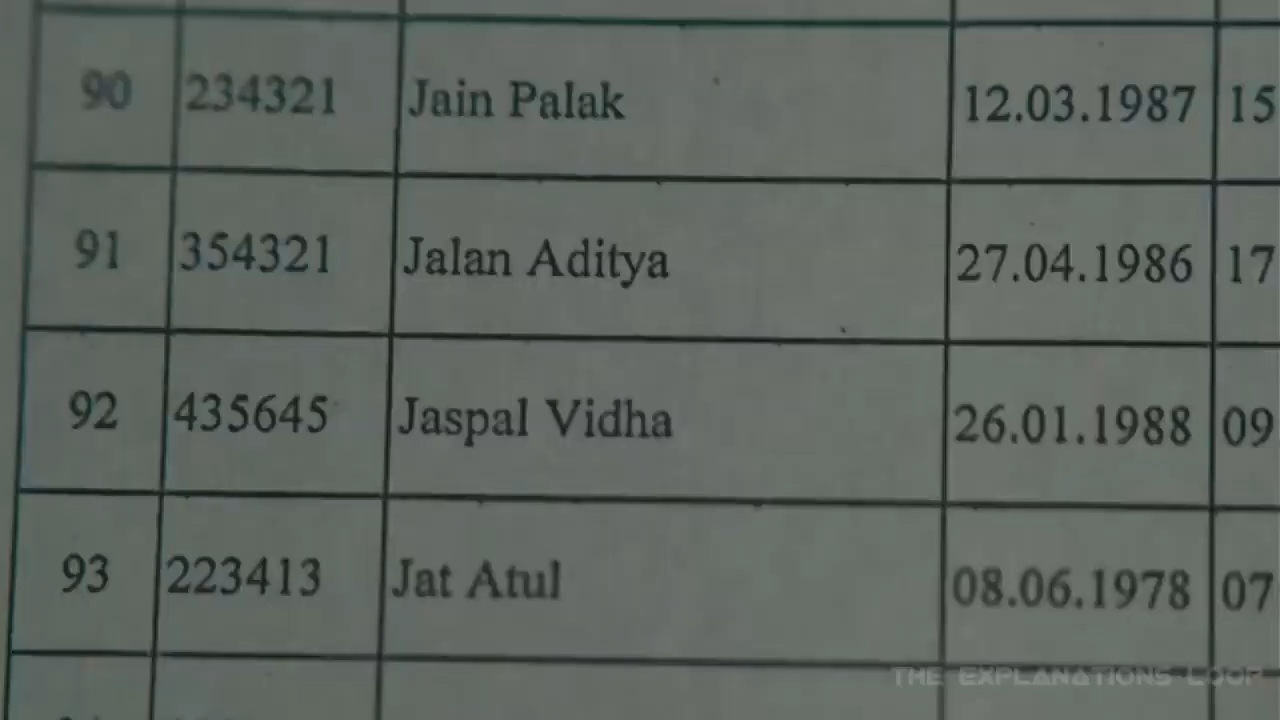 90 234321 Jain Palak 12.03.1987 15
91 354321 Jalan Aditya 27.04.1986 17
92 435645 Jaspal Vidha 26.01.1988 09
93 223413 Jat Atul 08.06.1978 07
THE EXPLANATIONS LOOP